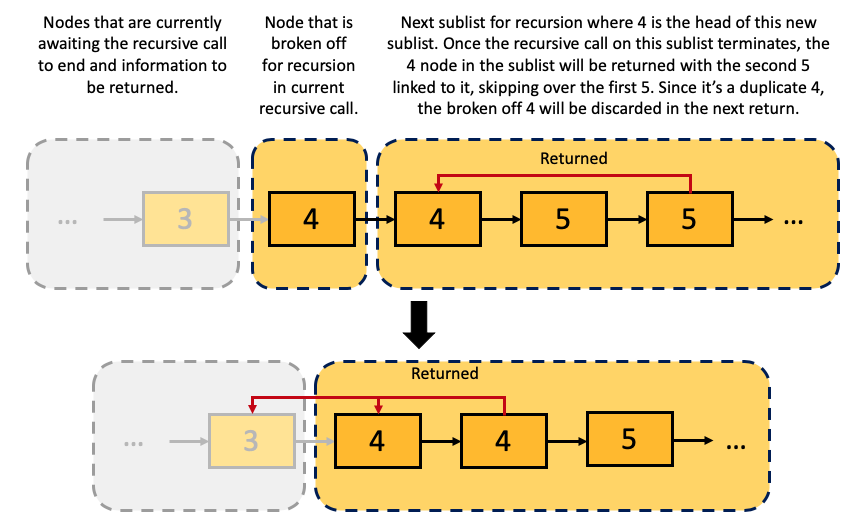 Nodes that are currently
awaiting the recursive call
to end and information to
be returned.
Node that is
broken off
for recursion
in current
recursive call.
Next sublist for recursion where 4 is the head of this new
sublist. Once the recursive call on this sublist terminates, the
4 node in the sublist will be returned with the second 5
linked to it, skipping over the first 5. Since it’s a duplicate 4,
the broken off 4 will be discarded in the next return.
Returned
... 3 4 4 5 5 ...
Returned
... 3 4 4 5 ...